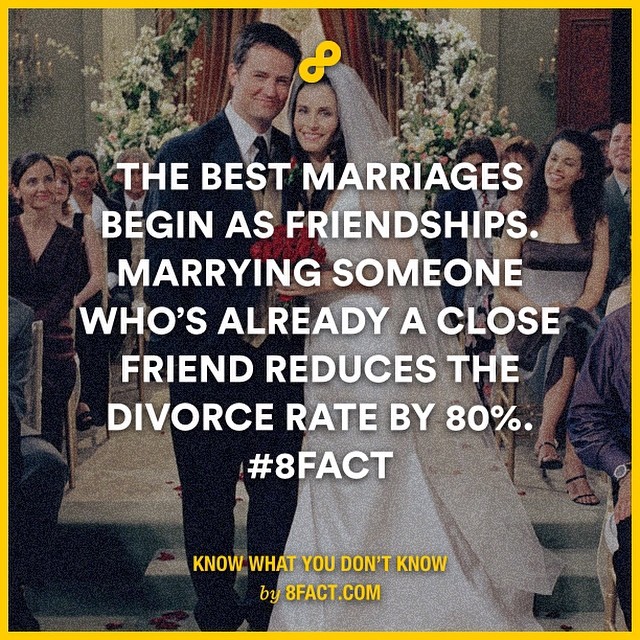 THE BEST MARRIAGES
BEGIN AS FRIENDSHIPS.
MARRYING SOMEONE
WHO'S ALREADY A CLOSE
FRIEND REDUCES THE
DIVORCE RATE BY 80%.
#8FACT
KNOW WHAT YOU DON'T KNOW
by 8FACT.COM